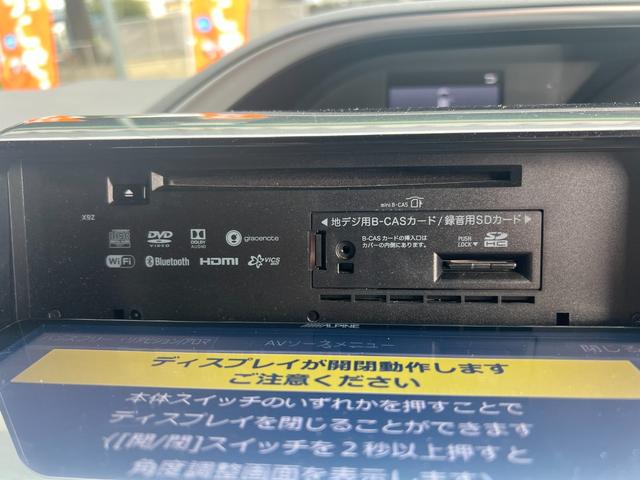 mini B-CAS
◀ 地デジ用B-CASカード/録音用SDカード ▶
X9Z
DVD
VIDEO
DOLBY
AUDIO
gracenote
B-CASカードの挿入口は
カバーの内側にあります。
PUSH
LOCK ▼
SD
HC
Wi Fi
Bluetooth
HDMI
VICS
ALPINE
AVソースメニュー
ディスプレイが開閉動作します
ご注意ください
本体スイッチのいずれかを押すことで
ディスプレイを閉じることができます
[開/閉]スイッチを2秒以上押すと
角度調整画面を表示します